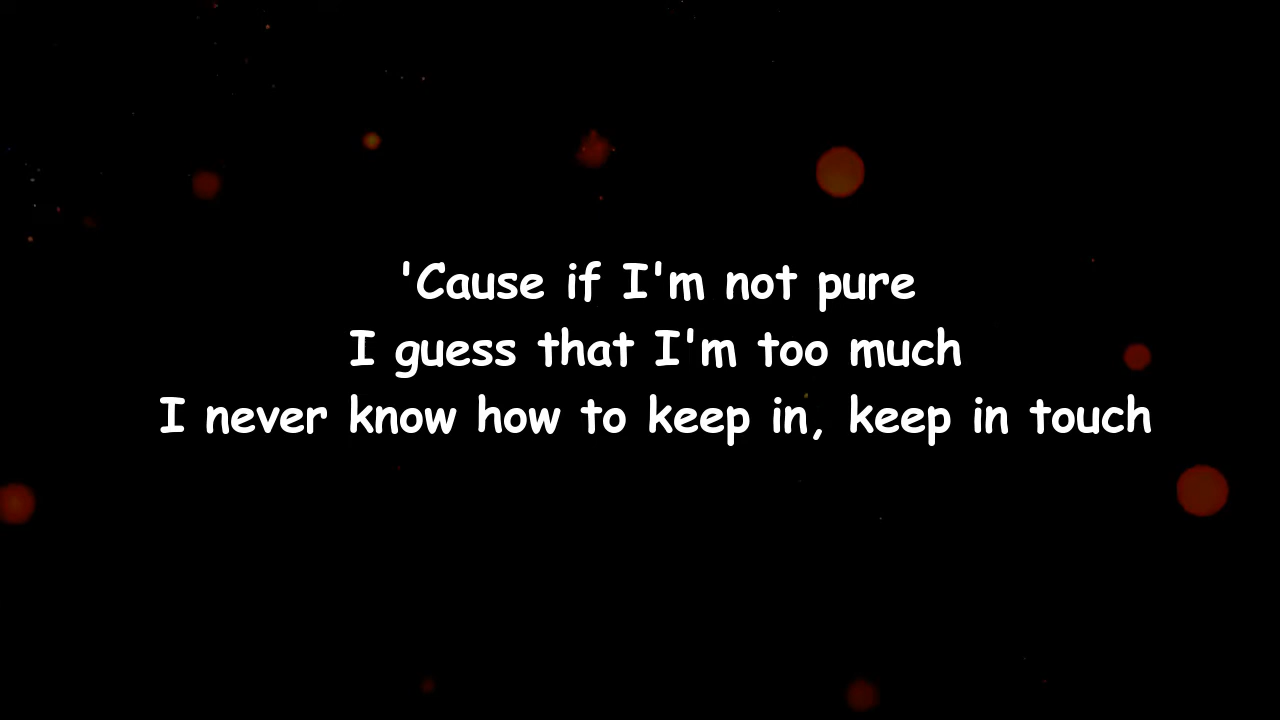 'Cause if I'm not pure
I guess that I'm too much
I never know how to keep in, keep in touch